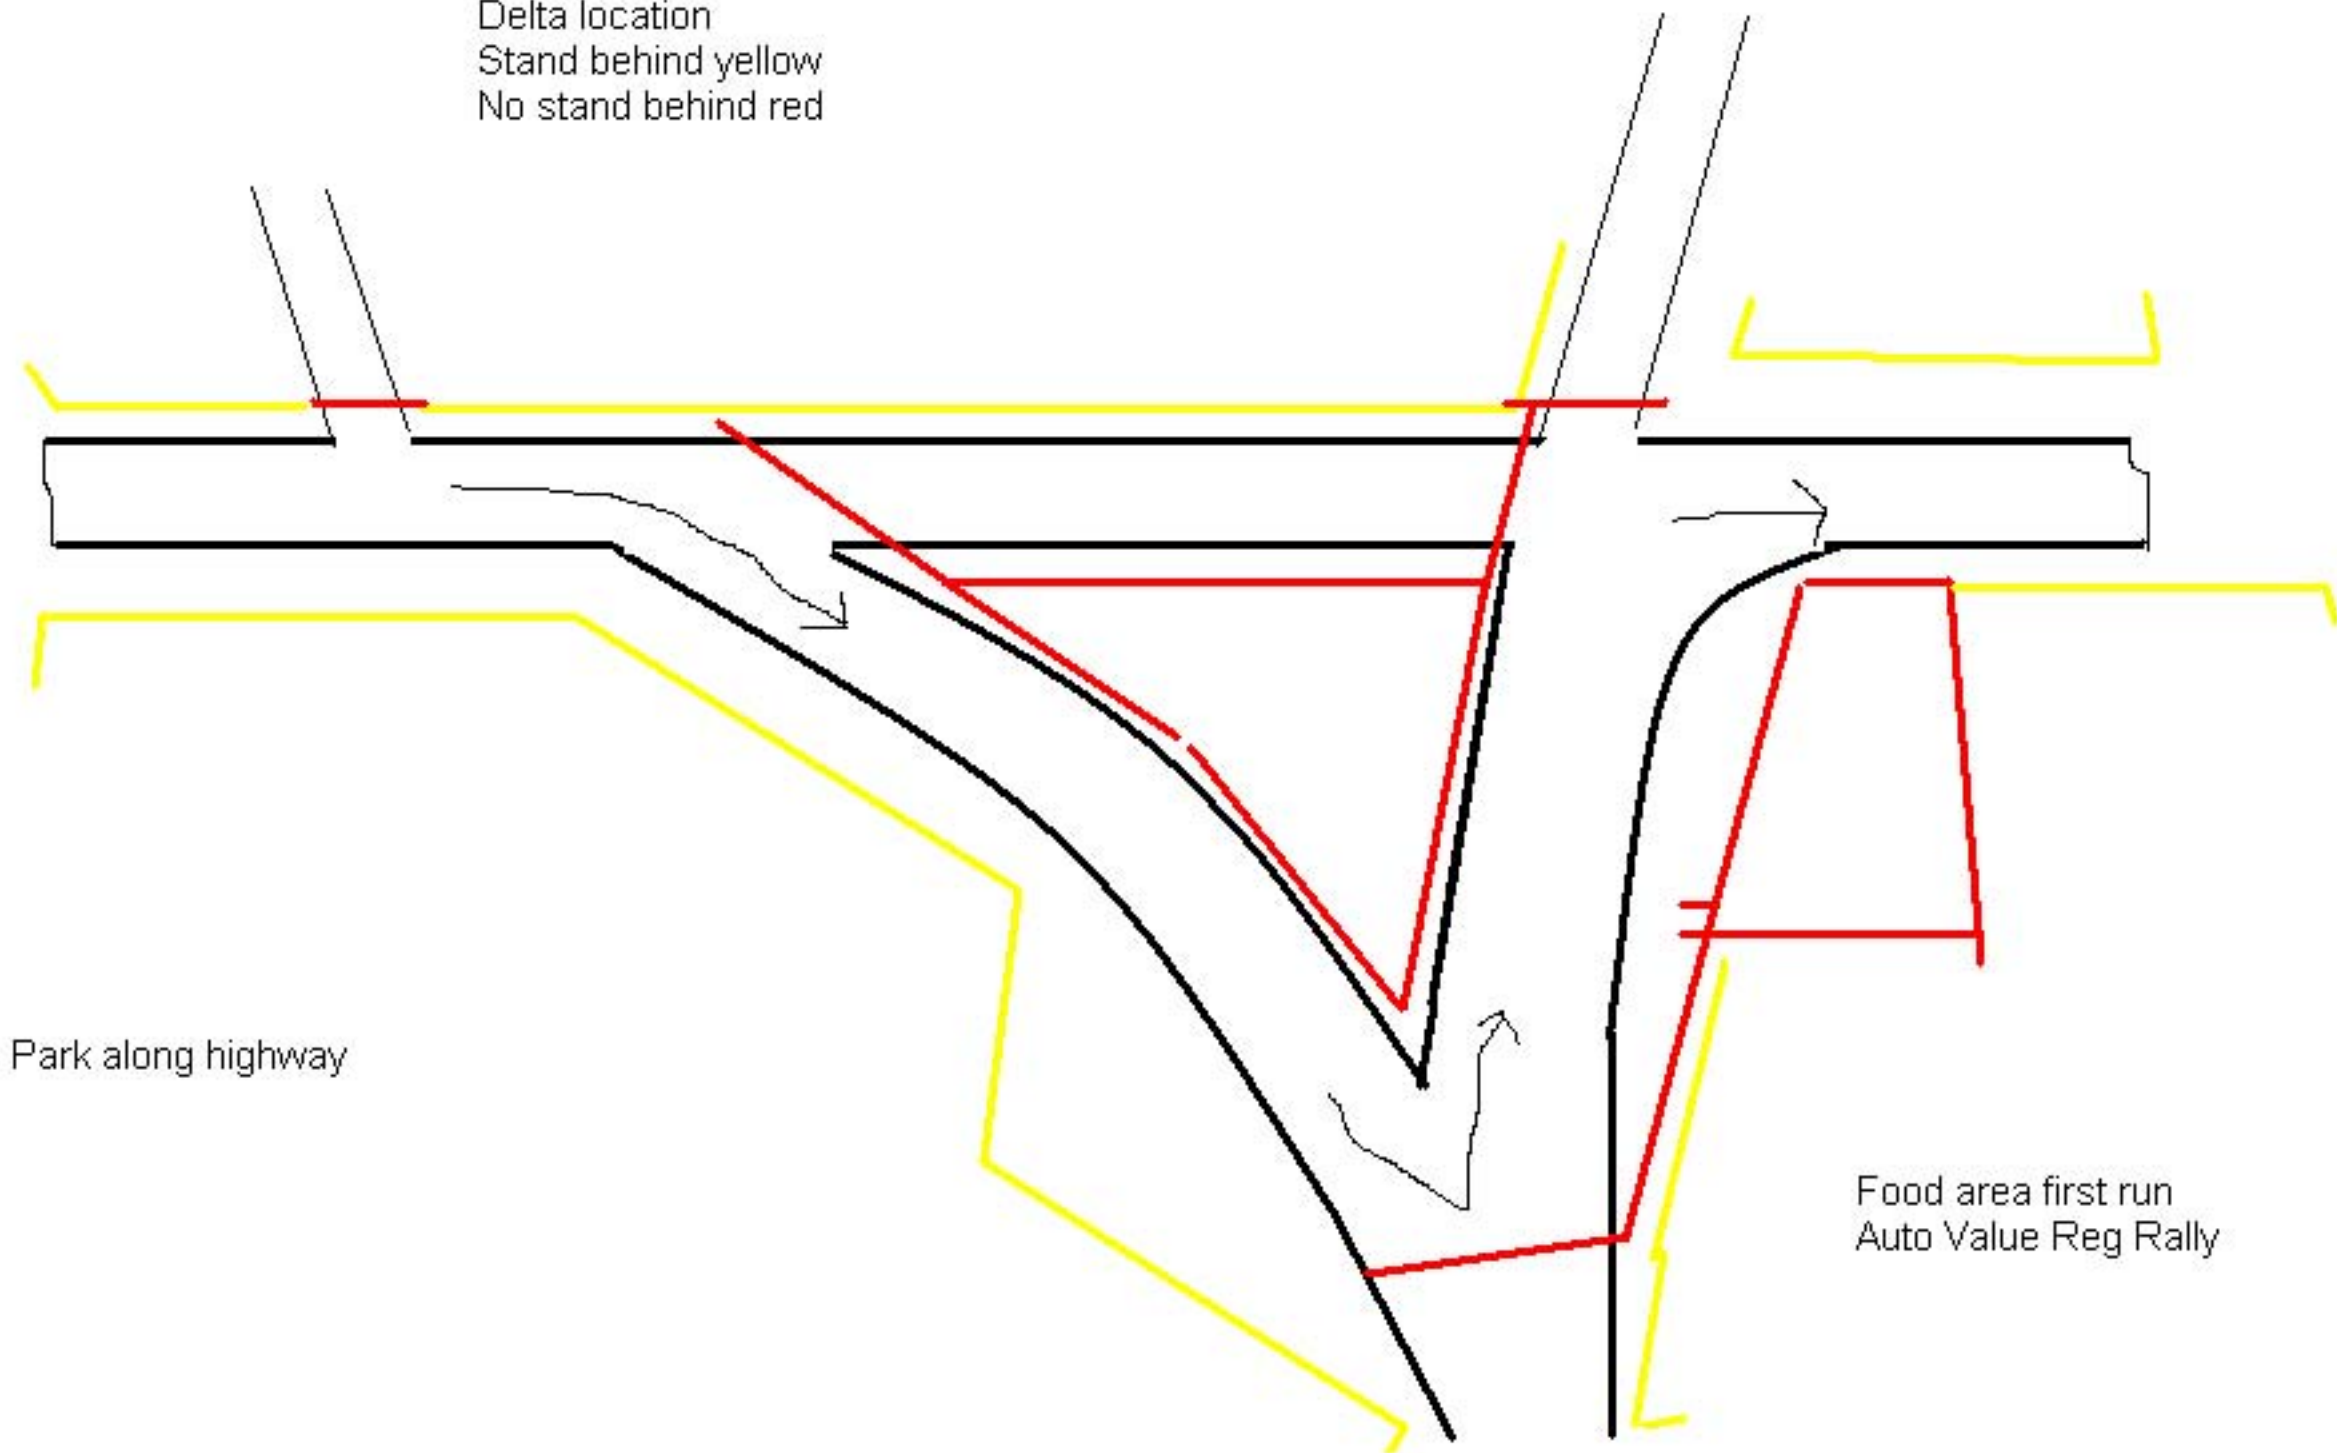 Delta location
Stand behind yellow
No stand behind red
Park along highway
Food area first run
Auto Value Reg Rally